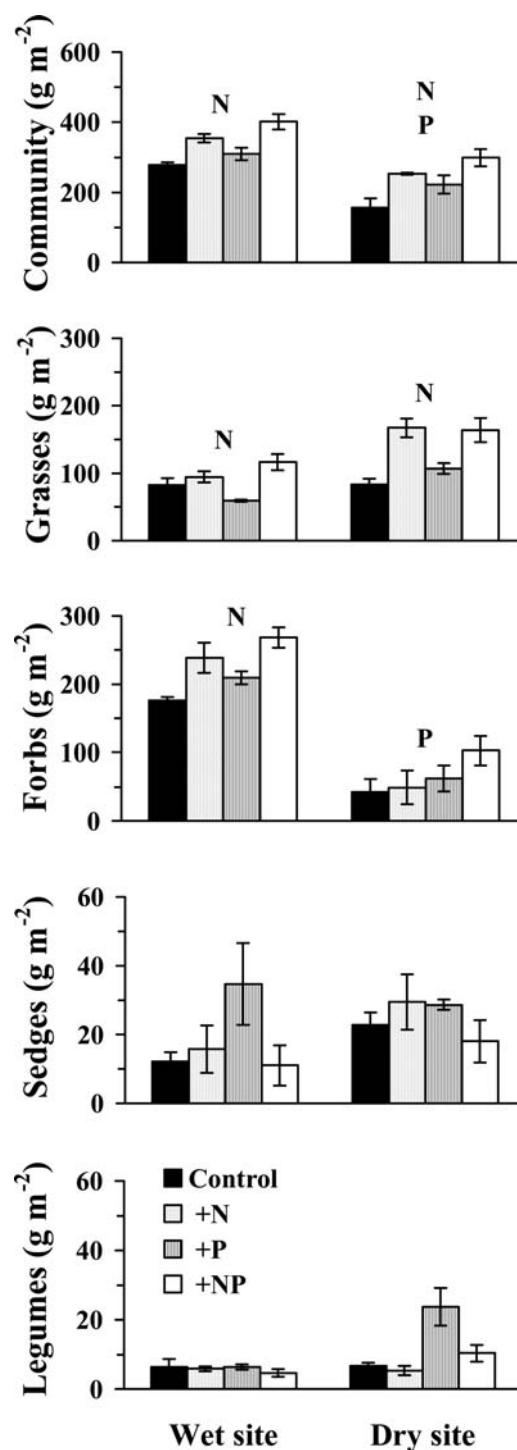 Community (g m-2)
600
400
200
0
N
N
P
Grasses (g m-2)
300
200
100
0
N
N
Forbs (g m-2)
300
200
100
0
N
P
Sedges (g m-2)
60
40
20
0
Legumes (g m-2)
60
40
20
0
Control
+N
+P
+NP
Wet site
Dry site